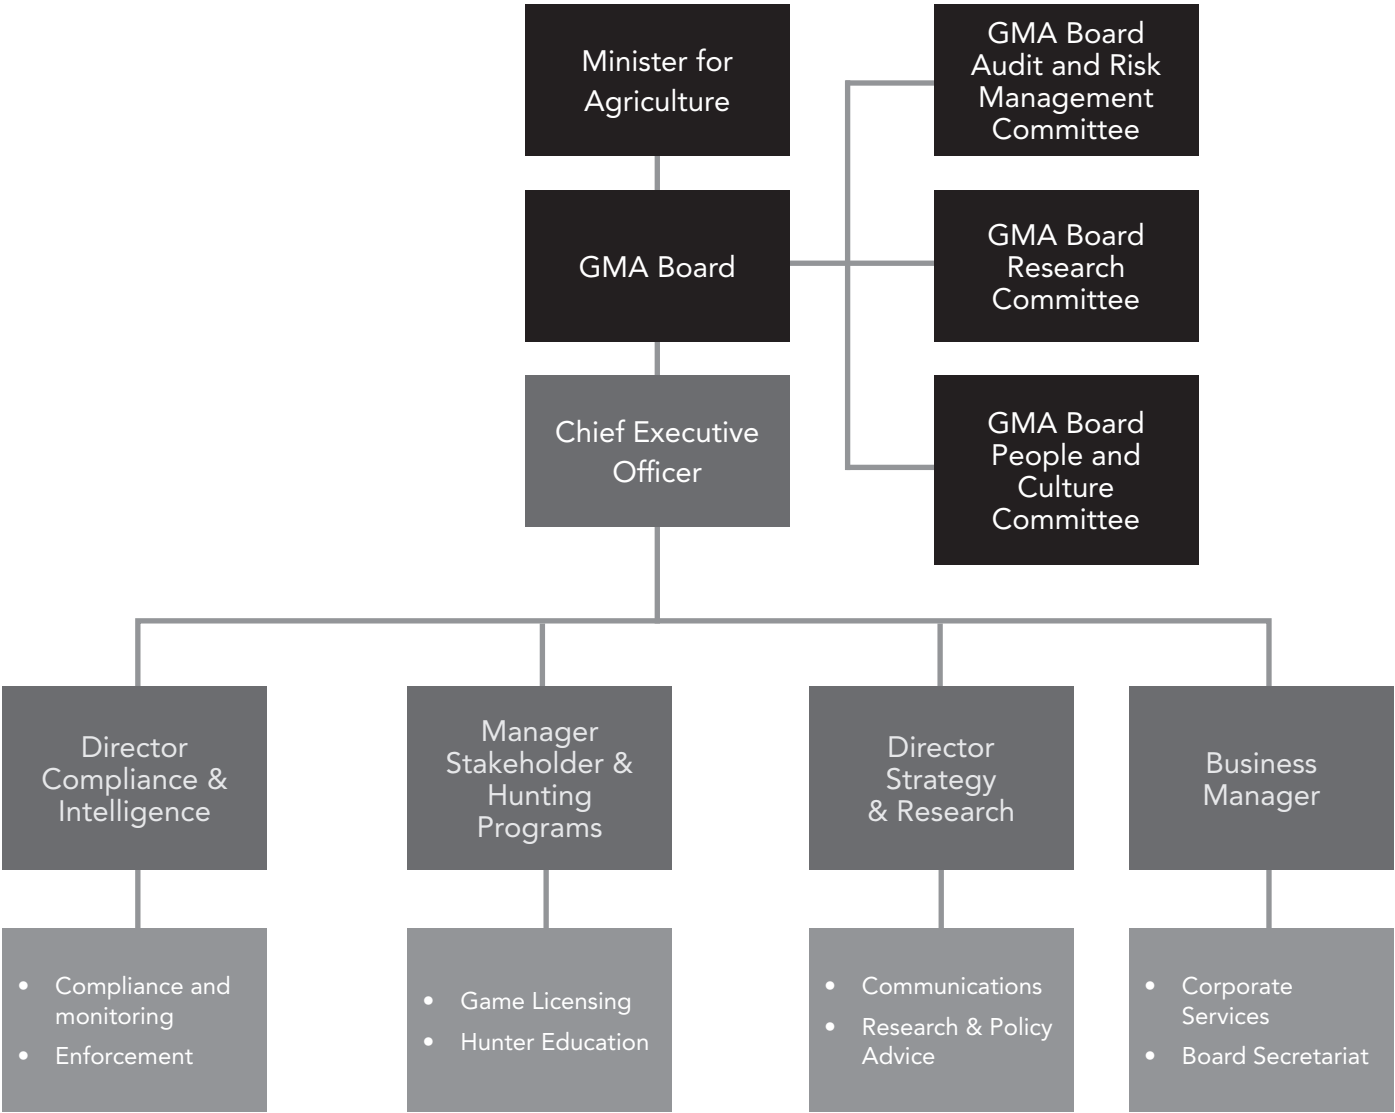 Minister for
Agriculture
GMA Board
Audit and Risk
Management
Committee
GMA Board
GMA Board
Research
Committee
Chief Executive
Officer
GMA Board
People and
Culture
Committee
Director
Compliance &
Intelligence
Manager
Stakeholder &
Hunting
Programs
Director
Strategy
& Research
Business
Manager
• Compliance and
monitoring
• Enforcement
• Game Licensing
• Hunter Education
• Communications
• Research & Policy
Advice
• Corporate
Services
• Board Secretariat